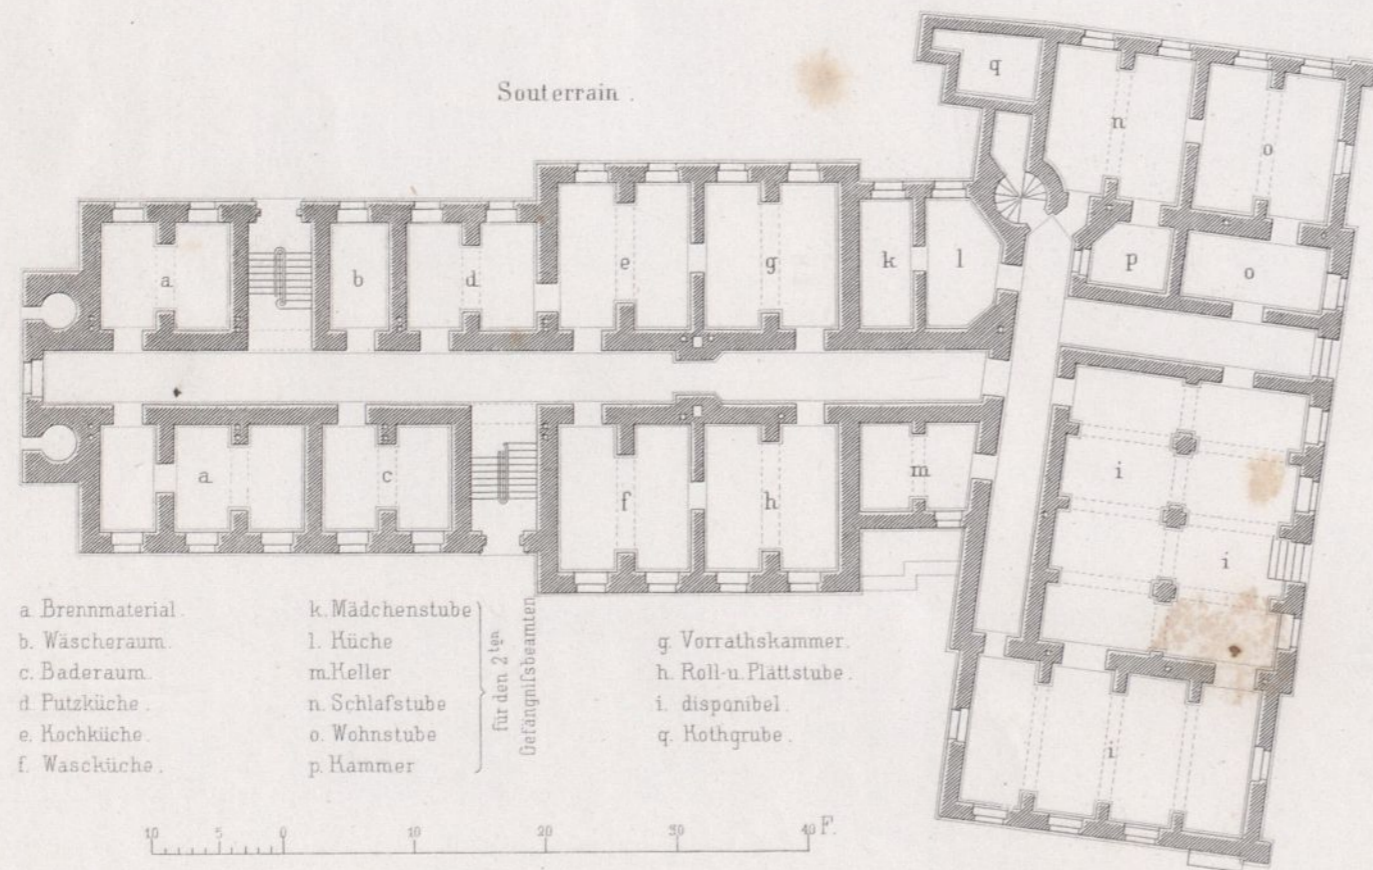 Souterrain.
q
n
o
a
b
d
e
g
k
l
p
o
a
c
f
h
m
i
i
i
a Brennmaterial.
b. Wäscheraum.
c. Baderaum.
d. Putzküche.
e. Kochküche.
f. Wascküche.
k. Mädchenstube
l. Küche
m. Keller
n. Schlafstube
o. Wohnstube
p. Kammer
für den 2ten
Gefängnißbeamten
g. Vorrathskammer.
h. Roll-u. Plättstube.
i. disponibel.
q. Kothgrube.
10 5 0 10 20 30 40 F.